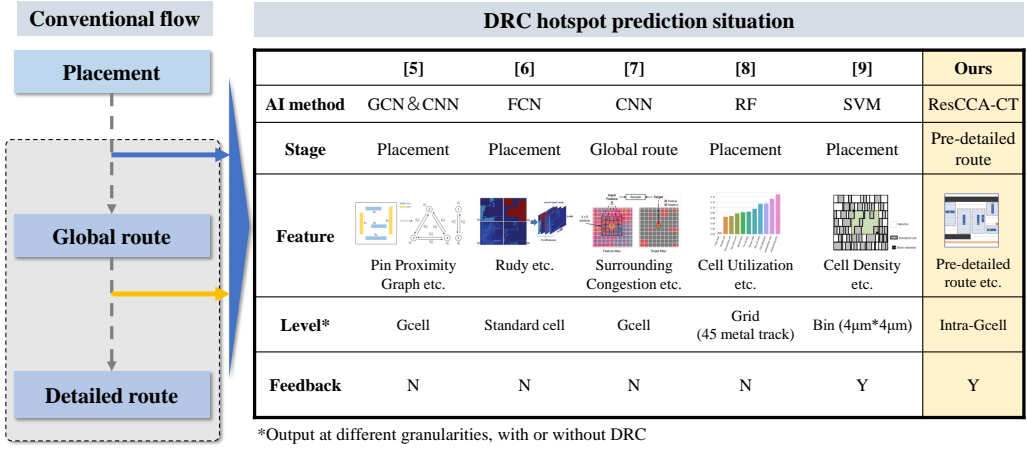 Conventional flow
DRC hotspot prediction situation
Placement
Global route
Detailed route
[5] [6] [7] [8] [9] Ours
AI method GCN＆CNN FCN CNN RF SVM ResCCA-CT
Stage Placement Placement Global route Placement Placement Pre-detailed route
Feature
Pin Proximity Graph etc.
Rudy etc.
Surrounding Congestion etc.
Cell Utilization etc.
Cell Density etc.
Pre-detailed route etc.
Level* Gcell Standard cell Gcell Grid (45 metal track) Bin (4μm*4μm) Intra-Gcell
Feedback N N N N Y Y
*Output at different granularities, with or without DRC